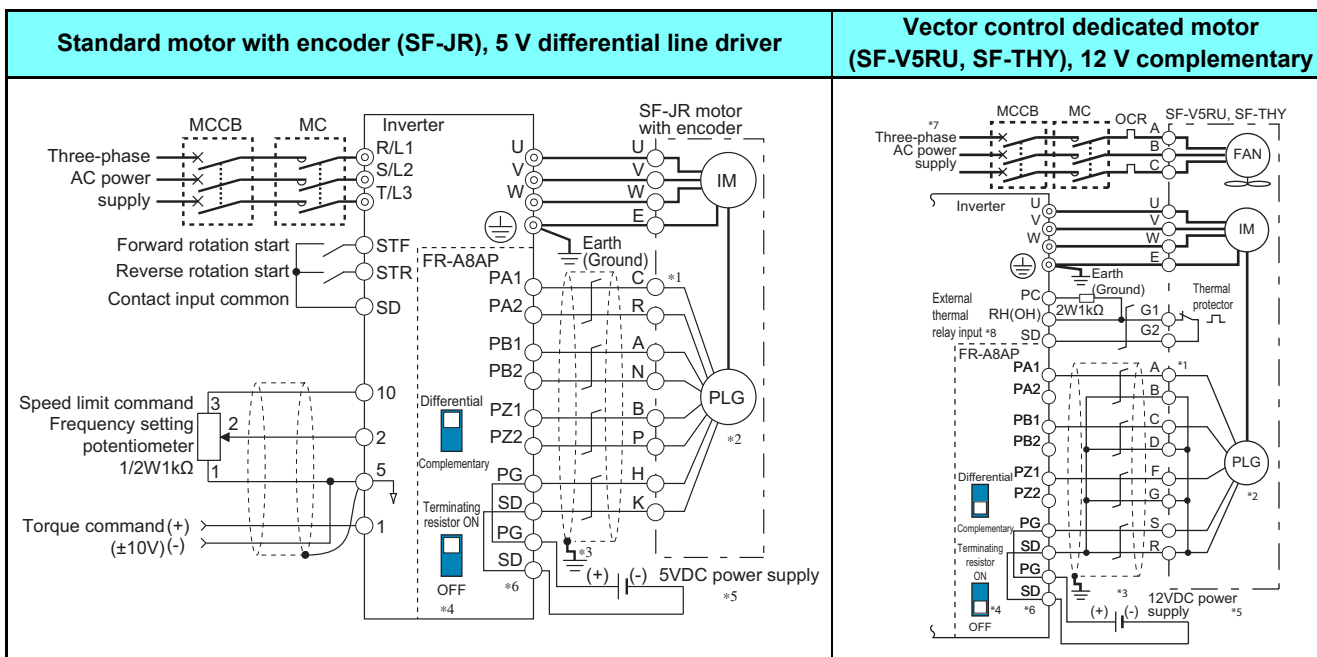 Standard motor with encoder (SF-JR), 5 V differential line driver
Vector control dedicated motor
(SF-V5RU, SF-THY), 12 V complementary
MCCB
MC
Inverter
SF-JR motor
with encoder
Three-phase
AC power
supply
R/L1
S/L2
T/L3
U
V
W
U
V
W
E
IM
Earth
(Ground)
Forward rotation start
Reverse rotation start
Contact input common
STF
STR
SD
FR-A8AP
PA1
PA2
PB1
PB2
PZ1
PZ2
PG
SD
PG
SD
C
R
A
N
B
P
H
K
*1
PLG
*2
Differential
Complementary
Terminating
resistor ON
OFF
*4
*3
*6
(+)
(-)
5VDC power supply
*5
Speed limit command
Frequency setting
potentiometer
1/2W1kΩ
3
2
1
10
2
5
1
Torque command (+)
(±10V) (-)
MCCB
MC
OCR
SF-V5RU, SF-THY
*7
Three-phase
AC power
supply
A
B
C
FAN
Inverter
U
V
W
U
V
W
E
IM
Earth
(Ground)
External
thermal
relay input *8
PC
RH(OH)
SD
2W1kΩ
G1
G2
Thermal
protector
FR-A8AP
PA1
PA2
PB1
PB2
PZ1
PZ2
PG
SD
PG
SD
A
B
C
D
F
G
S
R
*1
PLG
*2
Differential
Complementary
Terminating
resistor
ON
*4
OFF
*6
*3
(+)
(-)
12VDC power
supply
*5